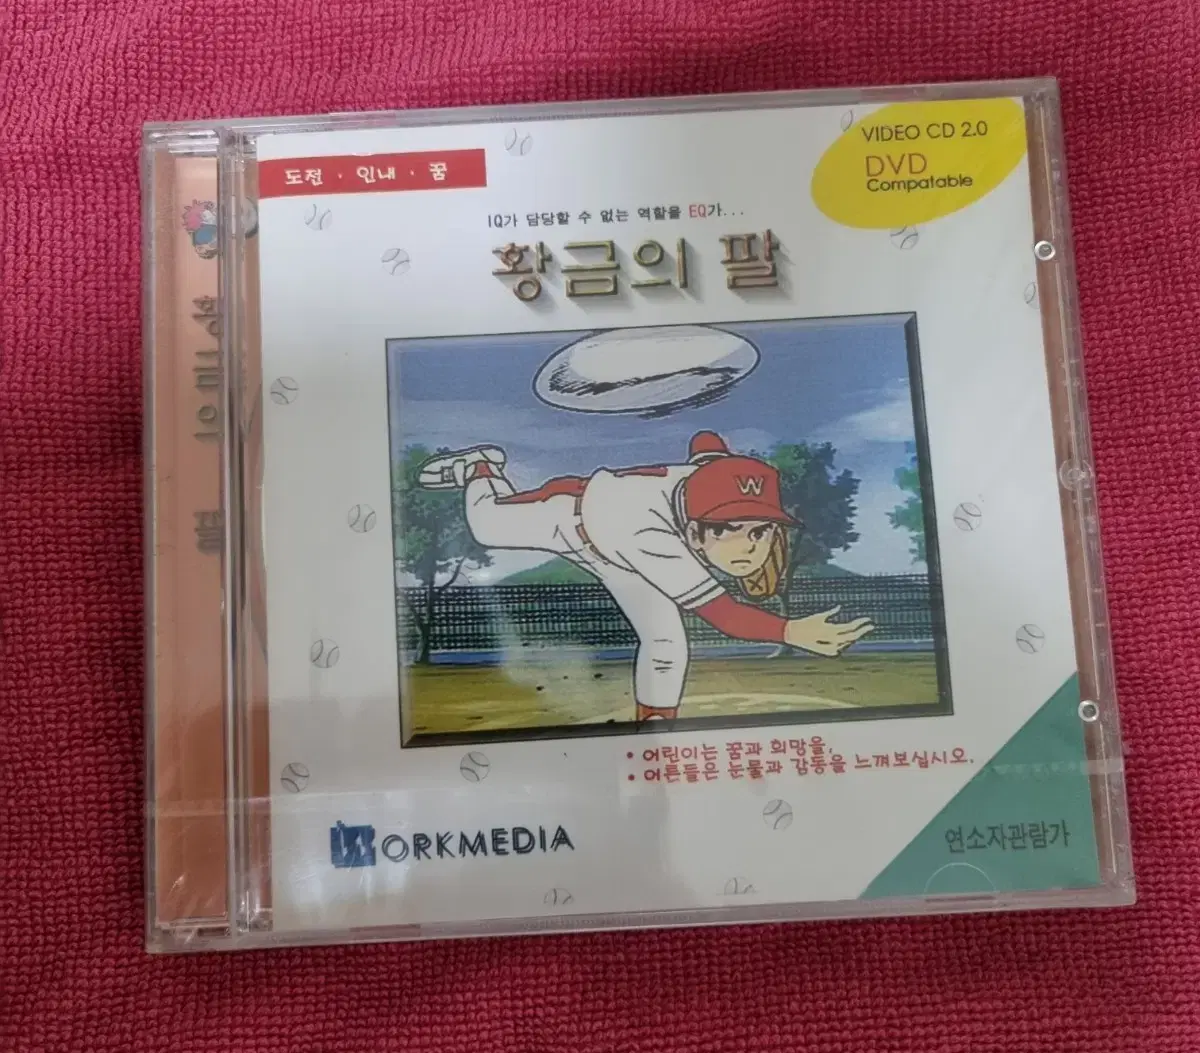 도전 · 인내 · 꿈
VIDEO CD 2.0
DVD
Compatable
IQ가 담당할 수 없는 역할을 EQ가...
황금의 팔
W
• 어린이는 꿈과 희망을,
• 어른들은 눈물과 감동을 느껴보십시오.
WORKMEDIA
연소자관람가